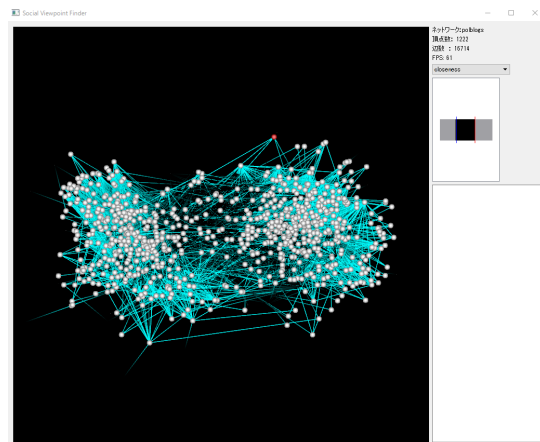 Social Viewpoint Finder
ネットワーク:polblogs
頂点数: 1222
辺数 : 16714
FPS: 61
closeness